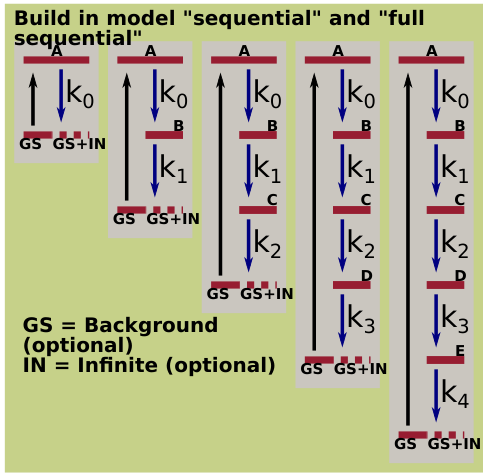 Build in model "sequential" and "full
sequential"
A A A A A
k0 k0 k0 k0 k0
B B B B
GS GS+IN
k1 k1 k1 k1
C C C
GS GS+IN
k2 k2 k2
D D
GS GS+IN
k3 k3
GS = Background
(optional)
IN = Infinite (optional)
E
GS GS+IN
k4
GS GS+IN